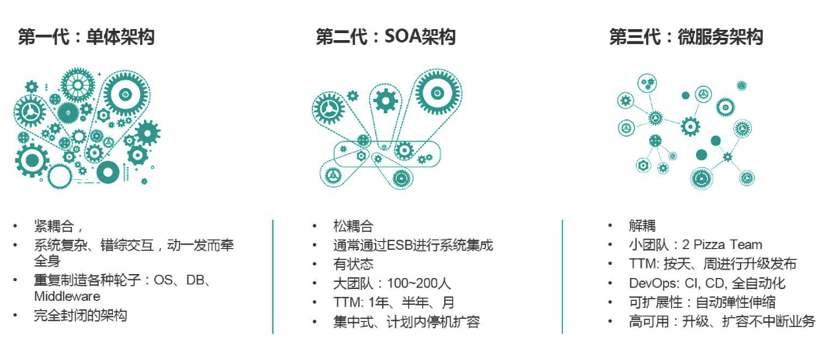 第一代：单体架构
• 紧耦合，
• 系统复杂、错综交互，动一发而牵
全身
• 重复制造各种轮子：OS、DB、
Middleware
• 完全封闭的架构
第二代：SOA架构
• 松耦合
• 通常通过ESB进行系统集成
• 有状态
• 大团队：100~200人
• TTM: 1年、半年、月
• 集中式、计划内停机扩容
第三代：微服务架构
• 解耦
• 小团队：2 Pizza Team
• TTM: 按天、周进行升级发布
• DevOps: CI, CD, 全自动化
• 可扩展性：自动弹性伸缩
• 高可用：升级、扩容不中断业务